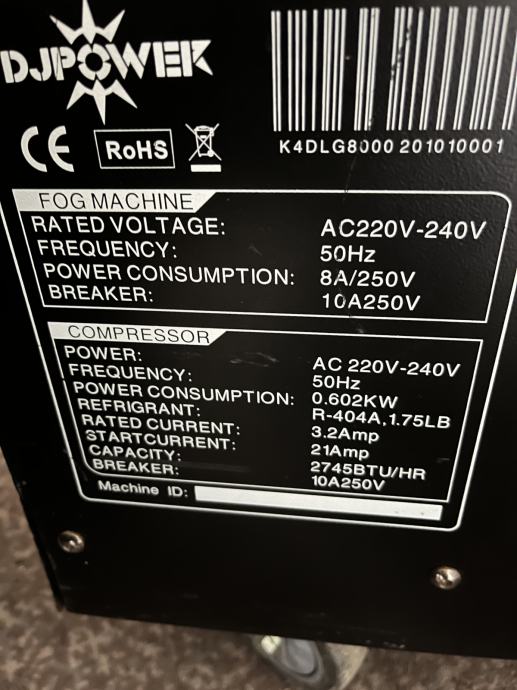 DJPOWER
CE RoHS
K4DLG8000 201010001
FOG MACHINE
RATED VOLTAGE: AC220V-240V
FREQUENCY: 50Hz
POWER CONSUMPTION: 8A/250V
BREAKER: 10A250V
COMPRESSOR
POWER: AC 220V-240V
FREQUENCY: 50Hz
POWER CONSUMPTION: 0.602KW
REFRIGRANT: R-404A,1.75LB
RATED CURRENT: 3.2Amp
STARTCURRENT: 21Amp
CAPACITY: 2745BTU/HR
BREAKER: 10A250V
Machine ID: